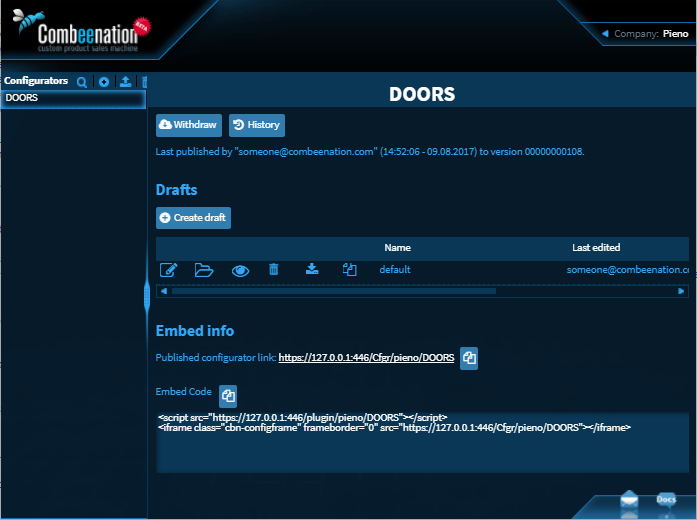 Combeenation
BETA
custom product sales machine
Company: Pieno
Configurators
DOORS
DOORS
Withdraw
History
Last published by "someone@combeenation.com" (14:52:06 - 09.08.2017) to version 00000000108.
Drafts
Create draft
Name Last edited
default someone@combeenation.co
Embed info
Published configurator link: https://127.0.0.1:446/Cfgr/pieno/DOORS
Embed Code
<script src="https://127.0.0.1:446/plugin/pieno/DOORS"></script>
<iframe class="cbn-configframe" frameborder="0" src="https://127.0.0.1:446/Cfgr/pieno/DOORS"></iframe>
Docs